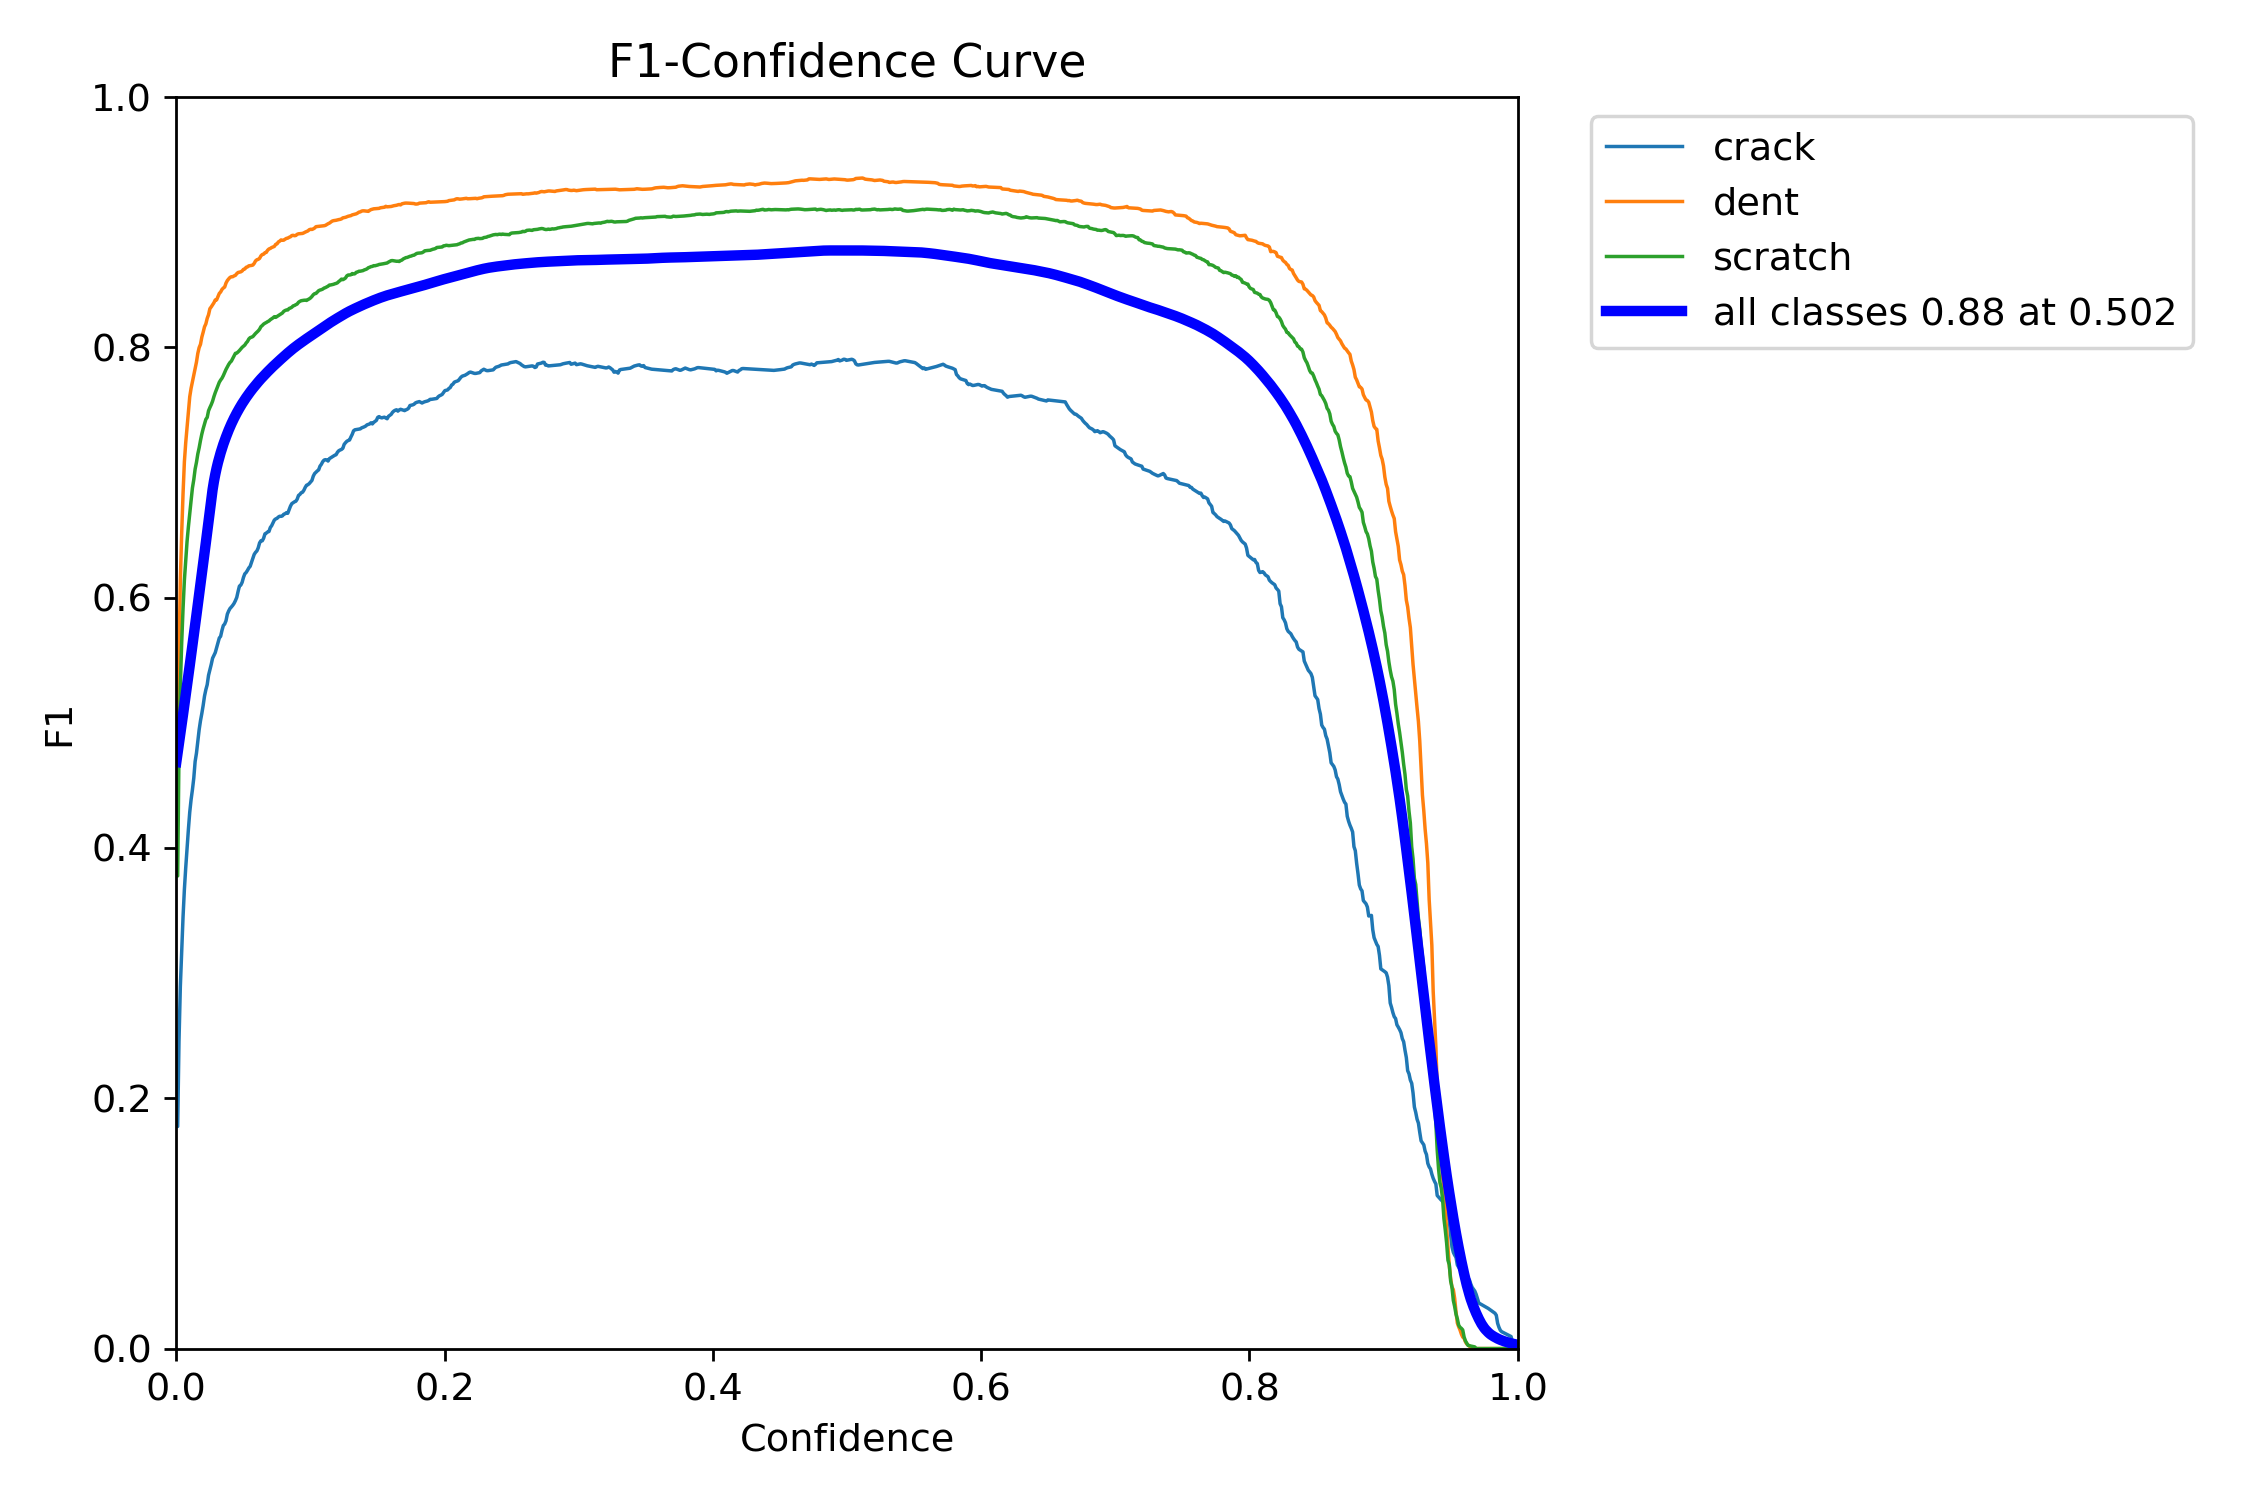 F1-Confidence Curve
1.0
0.8
0.6
0.4
0.2
0.0
F1
0.0 0.2 0.4 0.6 0.8 1.0
Confidence
crack
dent
scratch
all classes 0.88 at 0.502